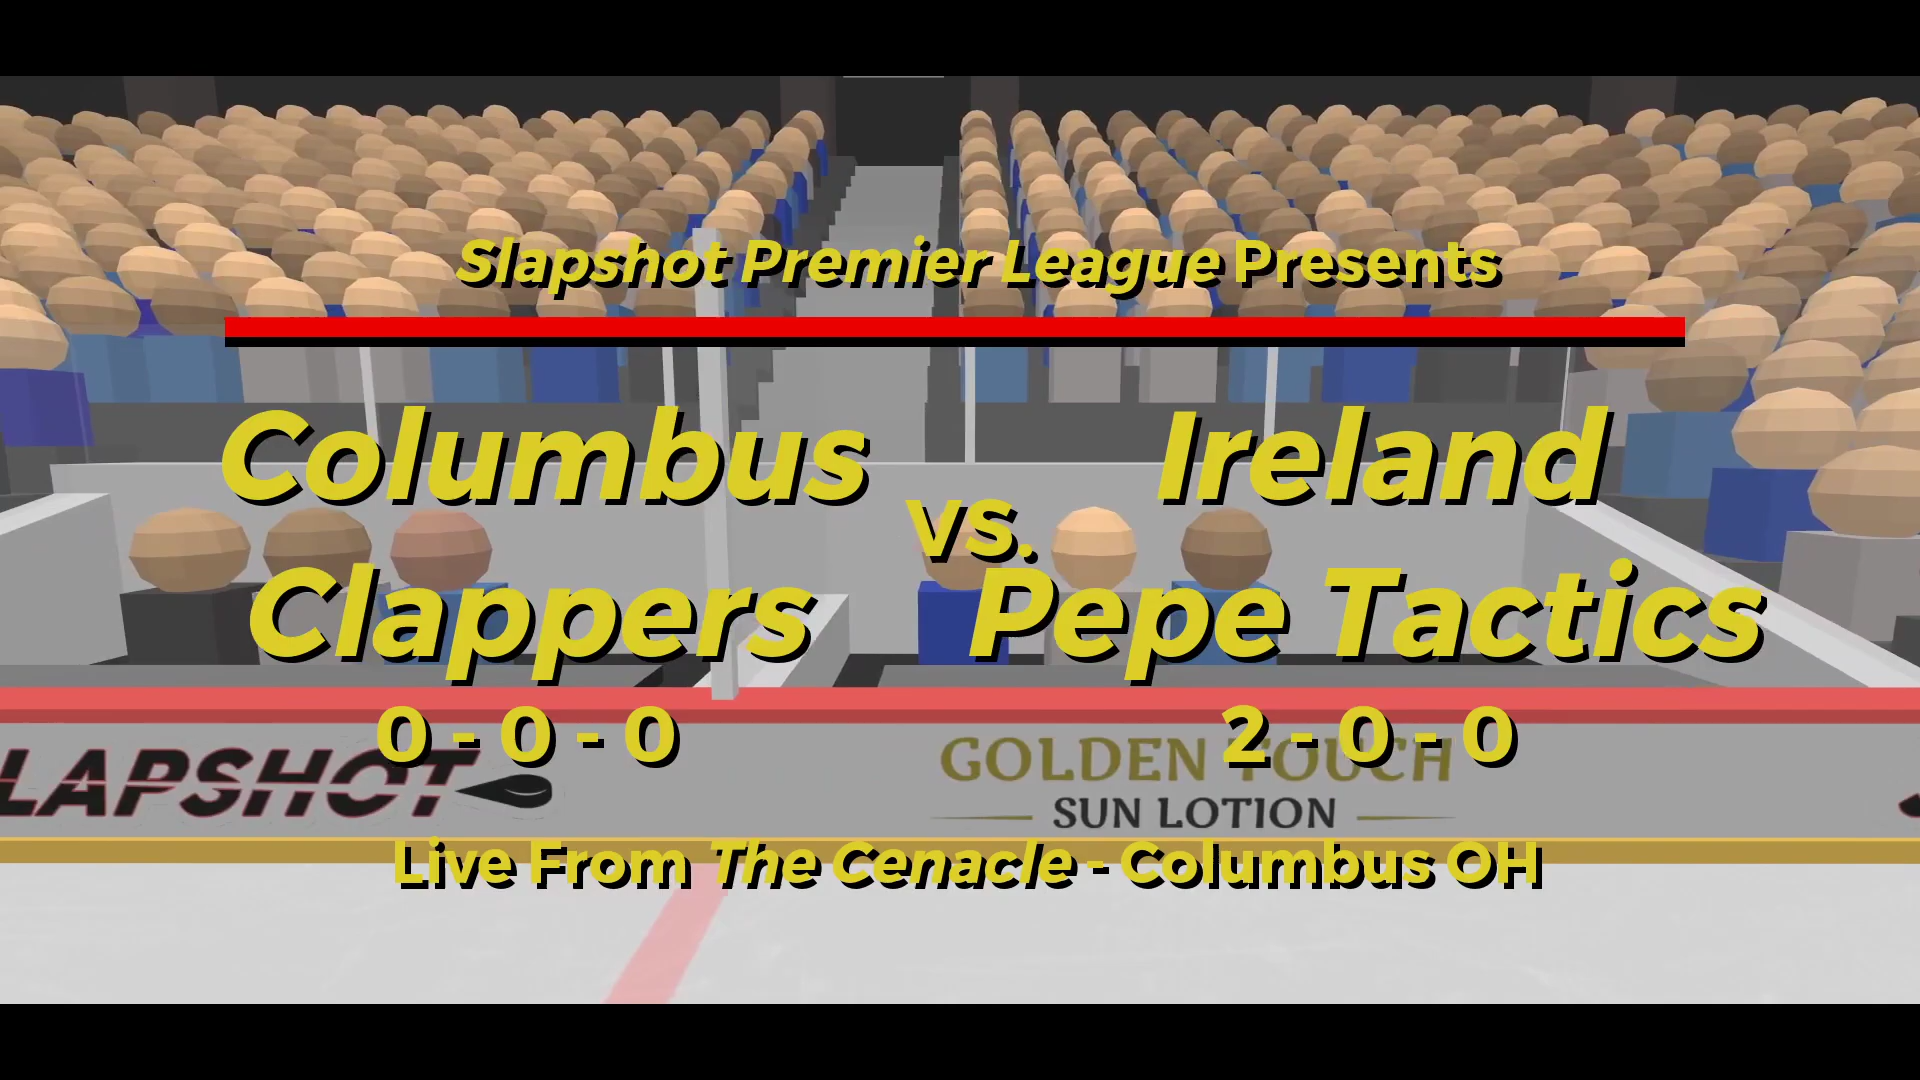 Slapshot Premier League Presents
Columbus
Clappers
vs.
Ireland
Pepe Tactics
0 - 0 - 0
2 - 0 - 0
LAPSHOT
GOLDEN TOUCH
SUN LOTION
Live From The Cenacle - Columbus OH